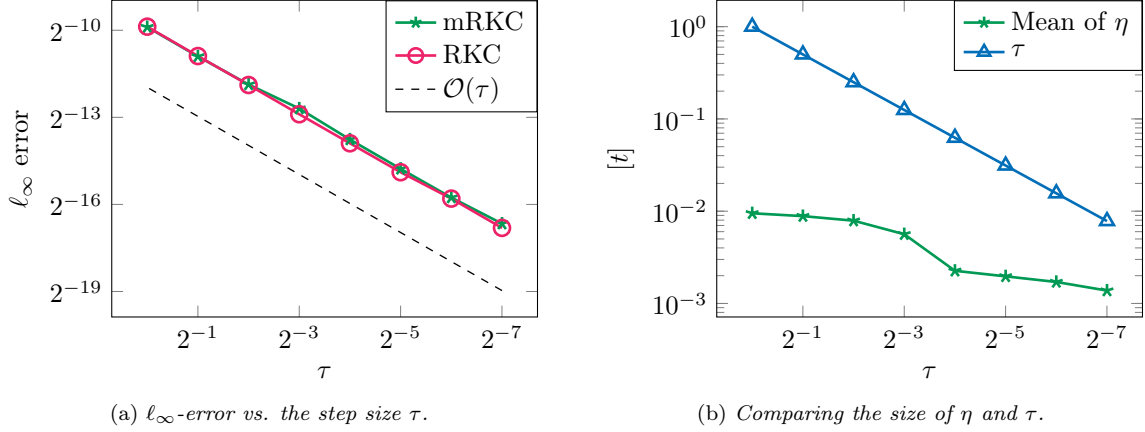 mRKC
RKC
𝒪(τ)
2⁻¹⁰
2⁻¹³
2⁻¹⁶
2⁻¹⁹
ℓ∞ error
2⁻¹ 2⁻³ 2⁻⁵ 2⁻⁷
τ
(a) ℓ∞-error vs. the step size τ.
Mean of η
τ
10⁰
10⁻¹
10⁻²
10⁻³
[t]
2⁻¹ 2⁻³ 2⁻⁵ 2⁻⁷
τ
(b) Comparing the size of η and τ.